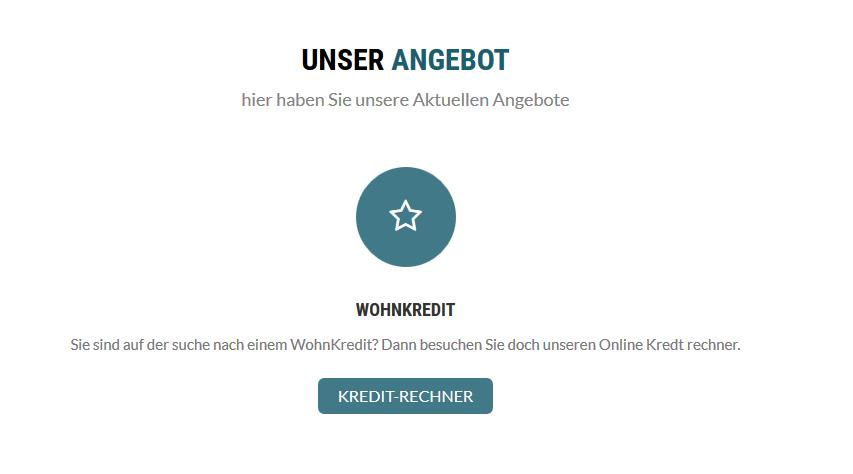 UNSER ANGEBOT
hier haben Sie unsere Aktuellen Angebote
WOHNKREDIT
Sie sind auf der suche nach einem WohnKredit? Dann besuchen Sie doch unseren Online Kredt rechner.
KREDIT-RECHNER